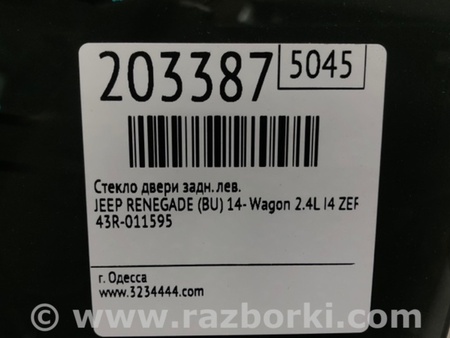 203387 5045
Стекло двери задн.лев.
JEEP RENEGADE (BU) 14- Wagon 2.4L I4 ZEF
43R-011595
г. Одесса
www.3234444.com
© www.razborki.com